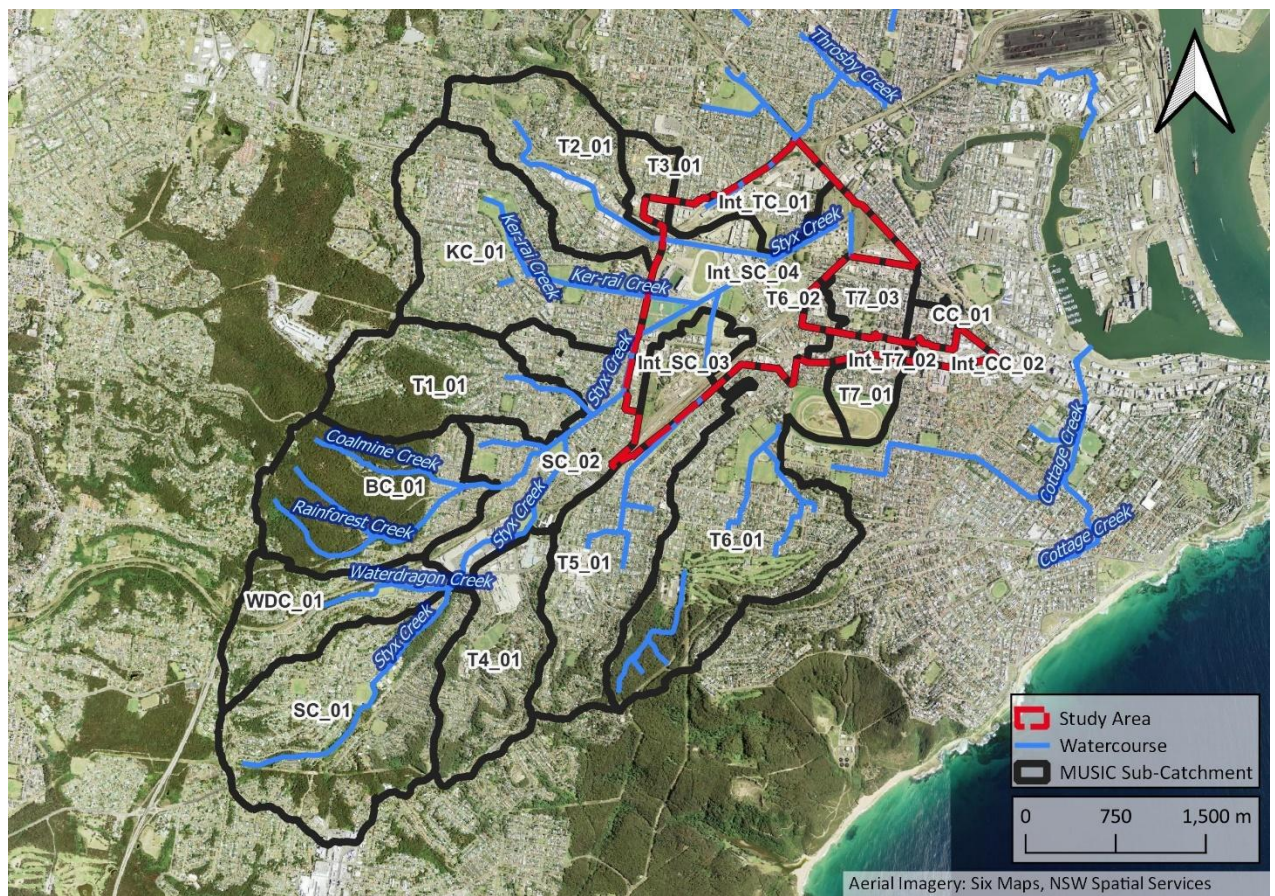 Throsby Creek
T2_01
T3_01
Int_TC_01
Styx Creek
KC_01
Ker-rai Creek
Ker-rai Creek
Int_SC_04
T6_02
T7_03
CC_01
Int_SC_03
Int_T7_02
Int_CC_02
Styx Creek
T1_01
T7_01
Coalmine Creek
SC_02
BC_01
Rainforest Creek
Styx Creek
Cottage Creek
Cottage Creek
T6_01
T5_01
Waterdragon Creek
WDC_01
Styx Creek
T4_01
SC_01
Study Area
Watercourse
MUSIC Sub-Catchment
0 750 1,500 m
Aerial Imagery: Six Maps, NSW Spatial Services